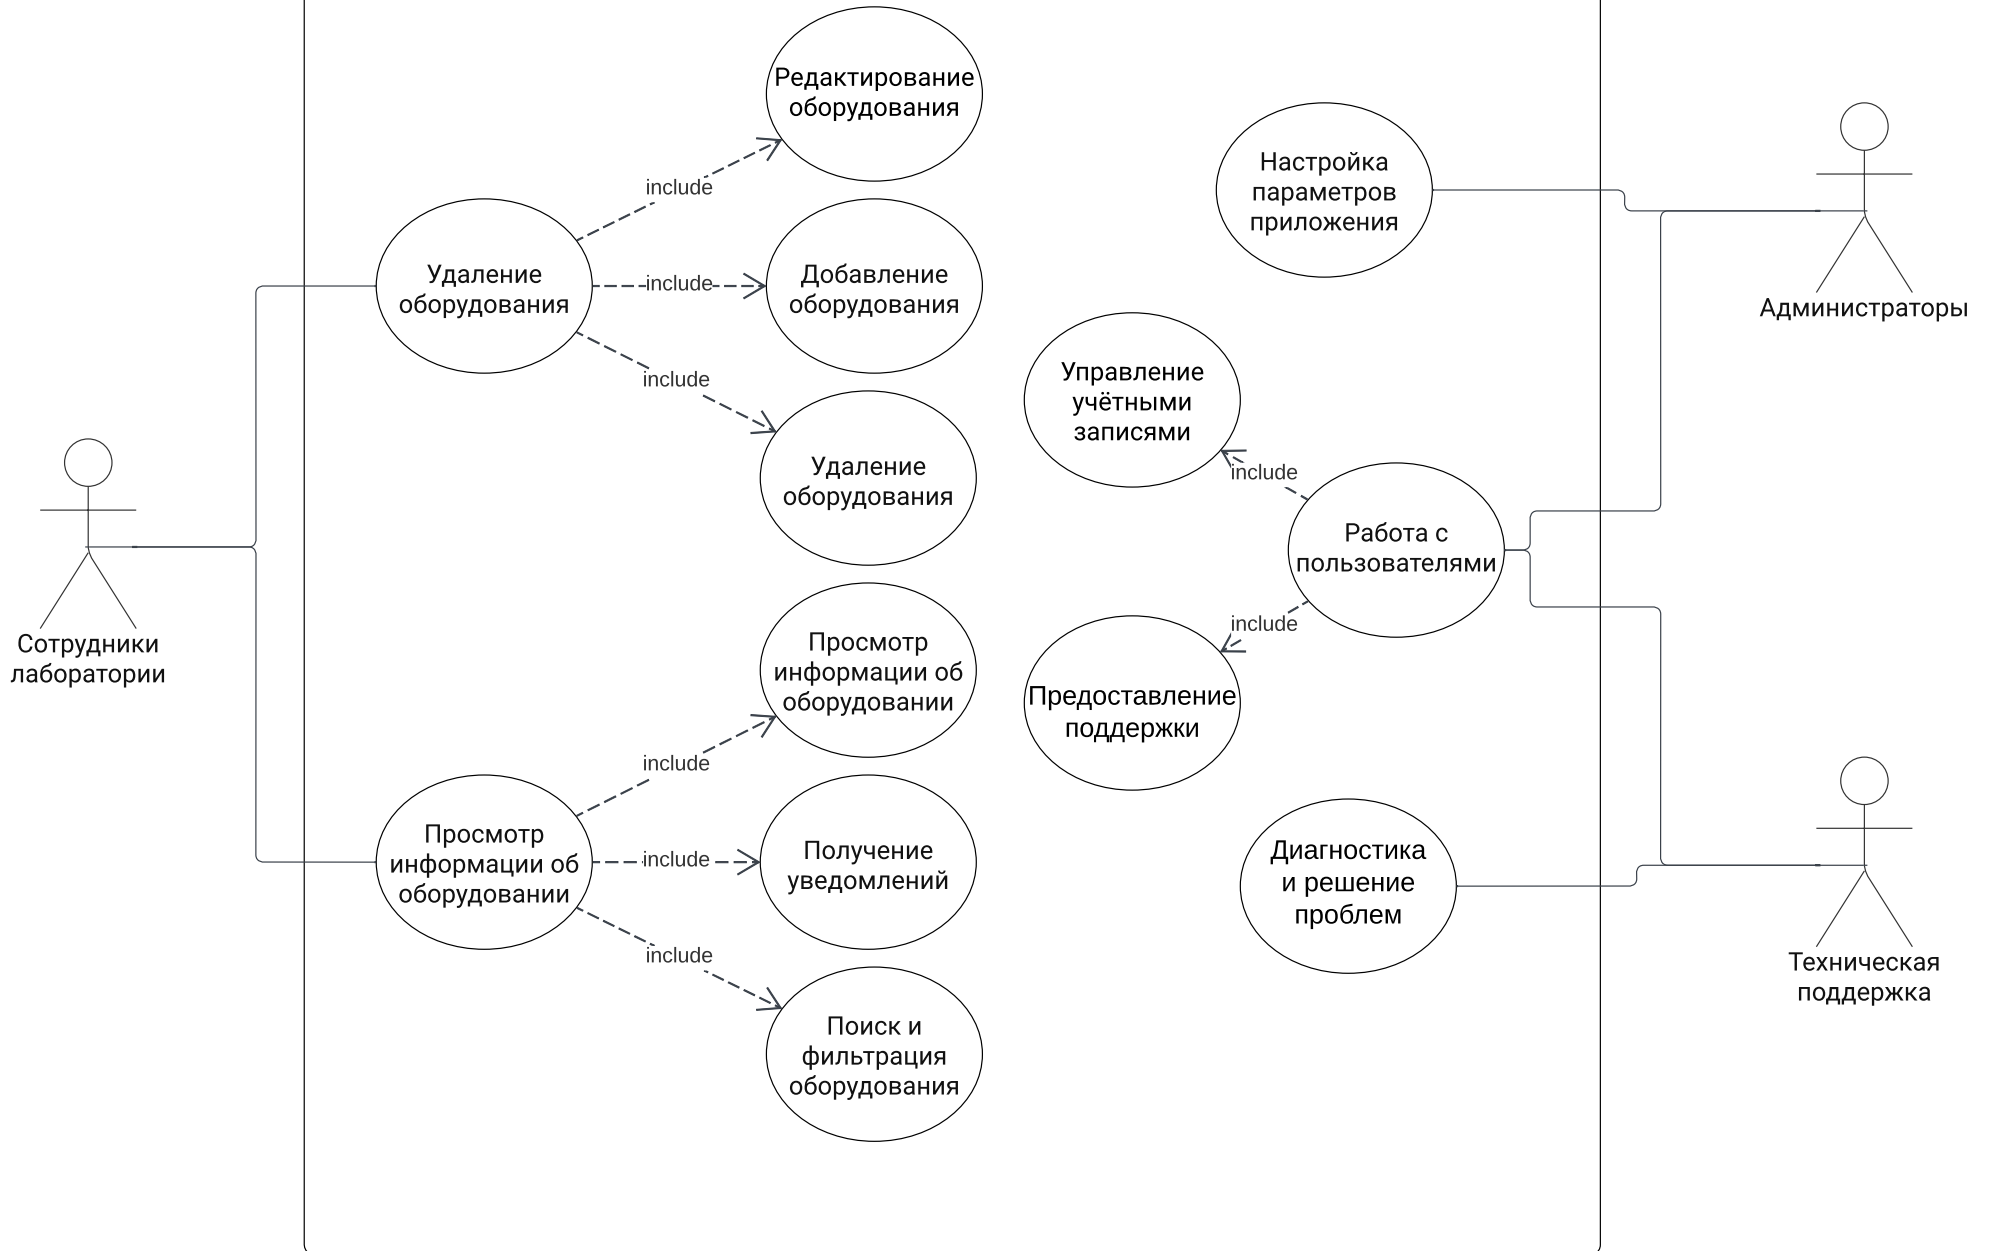 Редактирование
оборудования
include
Удаление
оборудования
include
Добавление
оборудования
include
Удаление
оборудования
Сотрудники
лаборатории
Просмотр
информации об
оборудовании
include
Просмотр
информации об
оборудовании
include
Получение
уведомлений
include
Поиск и
фильтрация
оборудования
Настройка
параметров
приложения
Администраторы
Управление
учётными
записями
include
Работа с
пользователями
include
Предоставление
поддержки
Диагностика
и решение
проблем
Техническая
поддержка